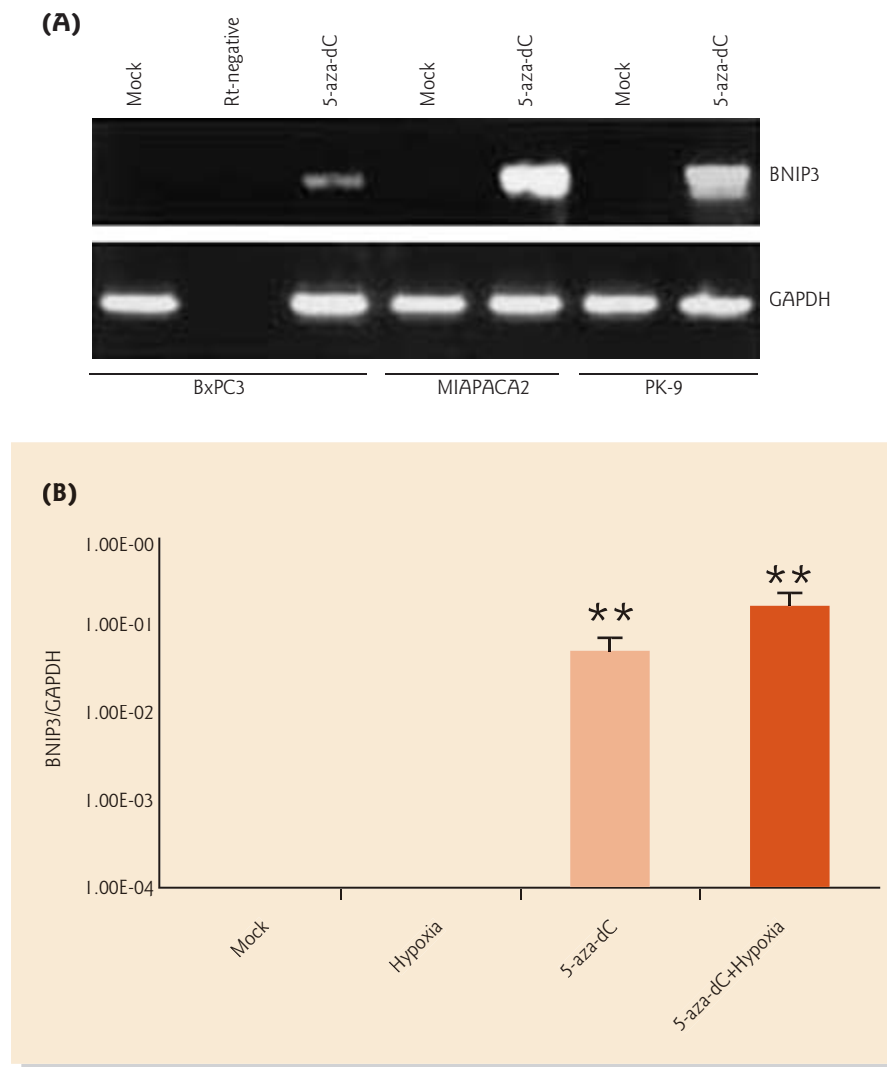 (A)
Mock
Rt-negative
5-aza-dC
Mock
5-aza-dC
Mock
5-aza-dC
BNIP3
GAPDH
BxPC3
MIAPACA2
PK-9
(B)
1.00E-00
1.00E-01
1.00E-02
1.00E-03
1.00E-04
BNIP3/GAPDH
**
**
Mock
Hypoxia
5-aza-dC
5-aza-dC+Hypoxia